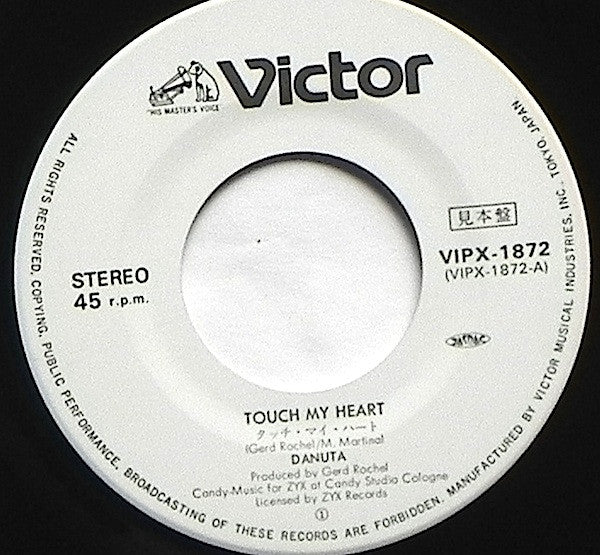 Victor
"HIS MASTER'S VOICE"
見本盤
VIPX-1872
(VIPX-1872-A)
STEREO
45 r.p.m.
JASRAC
TOUCH MY HEART
タッチ・マイ・ハート
(Gerd Rochel/M. Martina)
DANUTA
Produced by Gerd Rochel
Candy-Music for ZYX at Candy Studio Cologne
Licensed by ZYX Records
①
ALL RIGHTS RESERVED. COPYING, PUBLIC PERFORMANCE, BROADCASTING OF THESE RECORDS ARE FORBIDDEN. MANUFACTURED BY VICTOR MUSICAL INDUSTRIES, INC., TOKYO, JAPAN